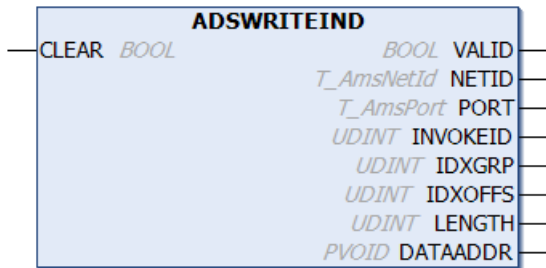 ADSWRITEIND
CLEAR BOOL BOOL VALID
T_AmsNetId NETID
T_AmsPort PORT
UDINT INVOKEID
UDINT IDXGRP
UDINT IDXOFFS
UDINT LENGTH
PVOID DATAADDR